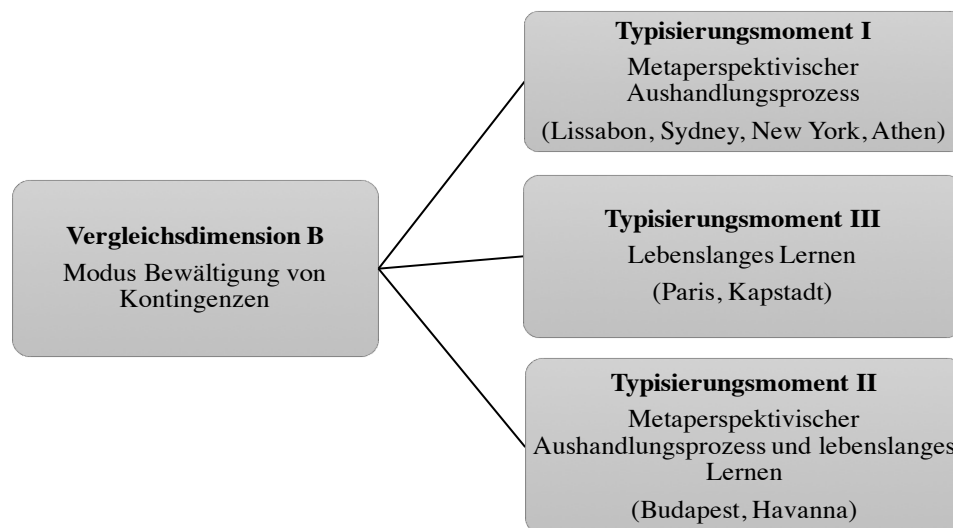 Vergleichsdimension B
Modus Bewältigung von
Kontingenzen
Typisierungsmoment I
Metaperspektivischer
Aushandlungsprozess
(Lissabon, Sydney, New York, Athen)
Typisierungsmoment III
Lebenslanges Lernen
(Paris, Kapstadt)
Typisierungsmoment II
Metaperspektivischer
Aushandlungsprozess und lebenslanges
Lernen
(Budapest, Havanna)